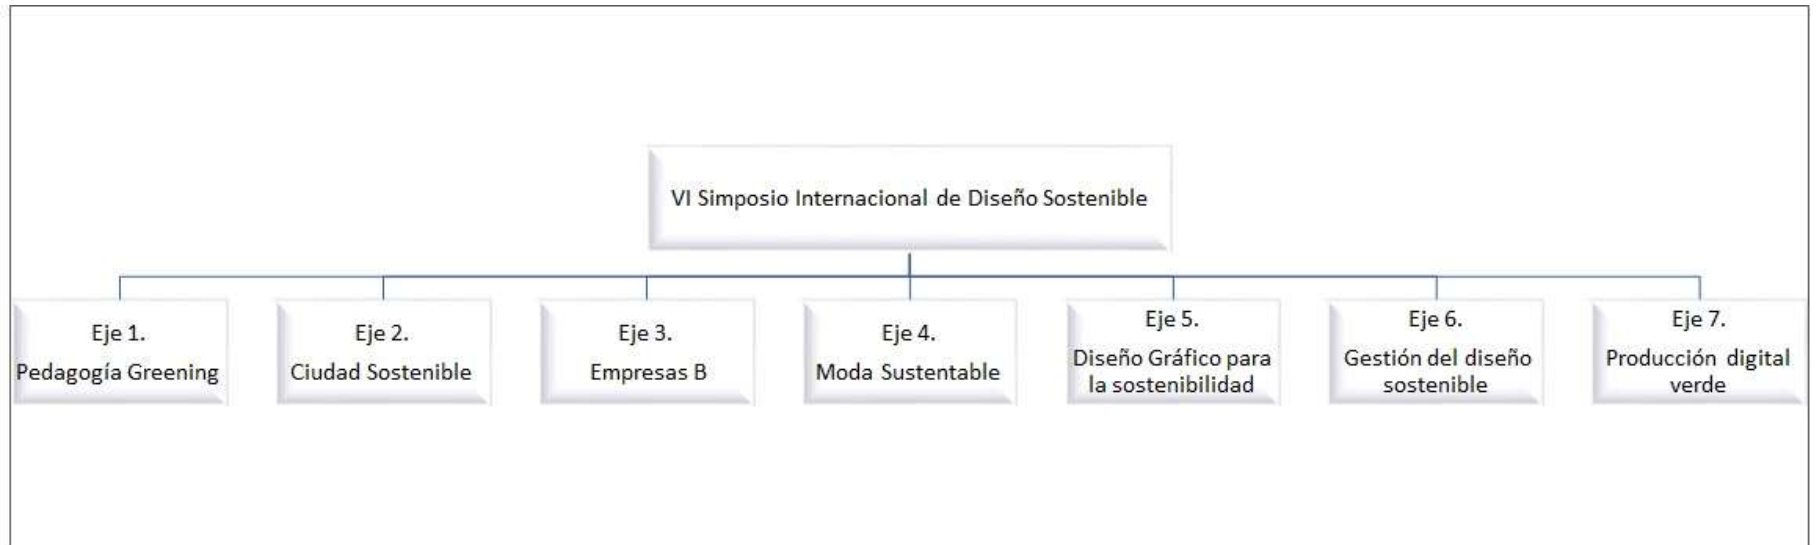 VI Simposio Internacional de Diseño Sostenible
Eje 1.
Pedagogía Greening
Eje 2.
Ciudad Sostenible
Eje 3.
Empresas B
Eje 4.
Moda Sustentable
Eje 5.
Diseño Gráfico para
la sostenibilidad
Eje 6.
Gestión del diseño
sostenible
Eje 7.
Producción digital
verde